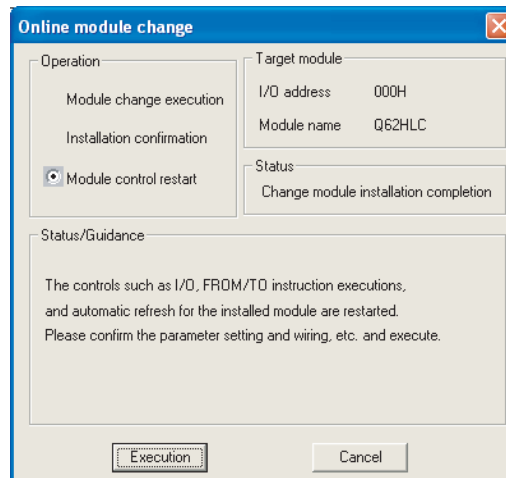 Online module change
Operation
Module change execution
Installation confirmation
Module control restart
Target module
I/O address 000H
Module name Q62HLC
Status
Change module installation completion
Status/Guidance
The controls such as I/O, FROM/TO instruction executions,
and automatic refresh for the installed module are restarted.
Please confirm the parameter setting and wiring, etc. and execute.
Execution Cancel